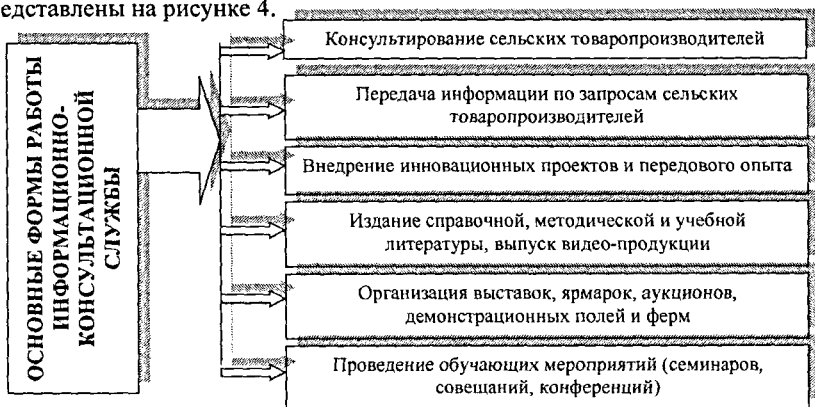 едставлены на рисунке 4.
ОСНОВНЫЕ ФОРМЫ РАБОТЫ
ИНФОРМАЦИОННО-
КОНСУЛЬТАЦИОННОЙ
СЛУЖБЫ
Консультирование сельских товаропроизводителей
Передача информации по запросам сельских
товаропроизводителей
Внедрение инновационных проектов и передового опыта
Издание справочной, методической и учебной
литературы, выпуск видео-продукции
Организация выставок, ярмарок, аукционов,
демонстрационных полей и ферм
Проведение обучающих мероприятий (семинаров,
совещаний, конференций)